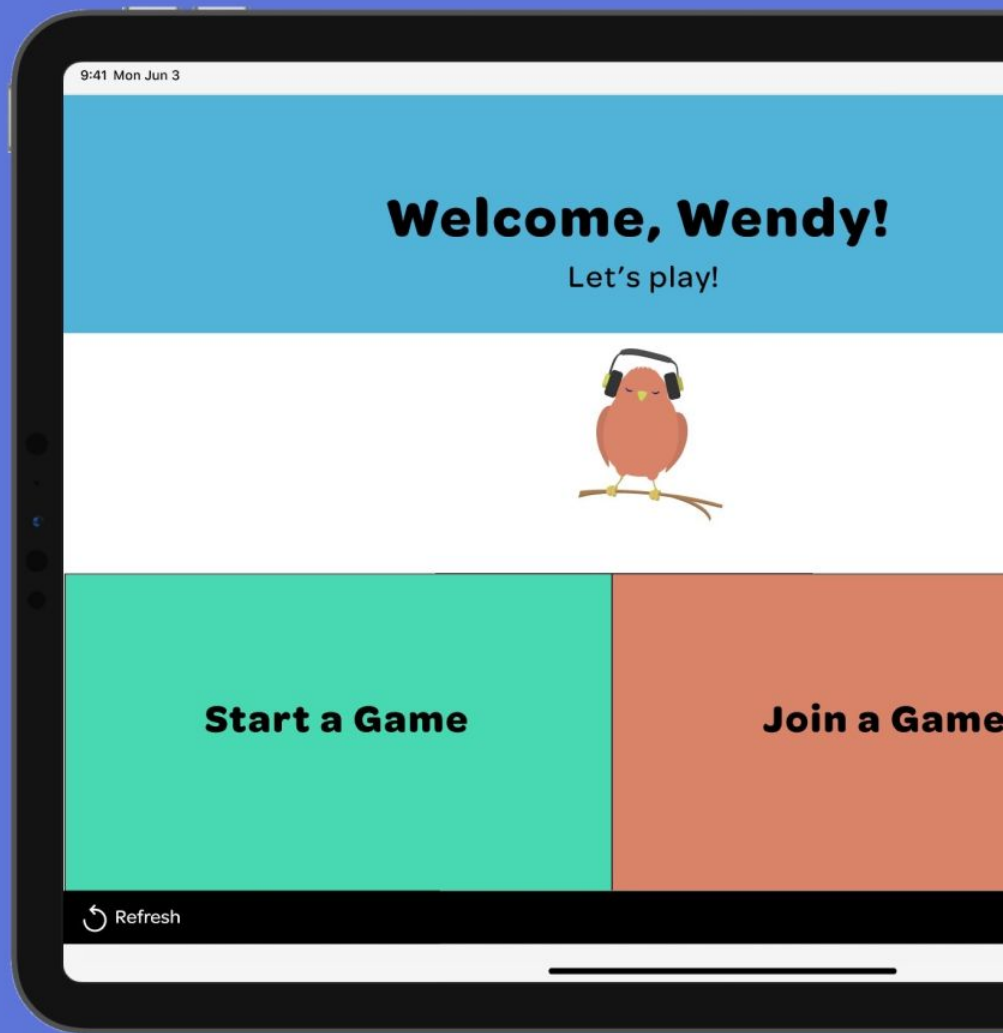 9:41 Mon Jun 3
Welcome, Wendy!
Let's play!
Start a Game
Join a Game
Refresh